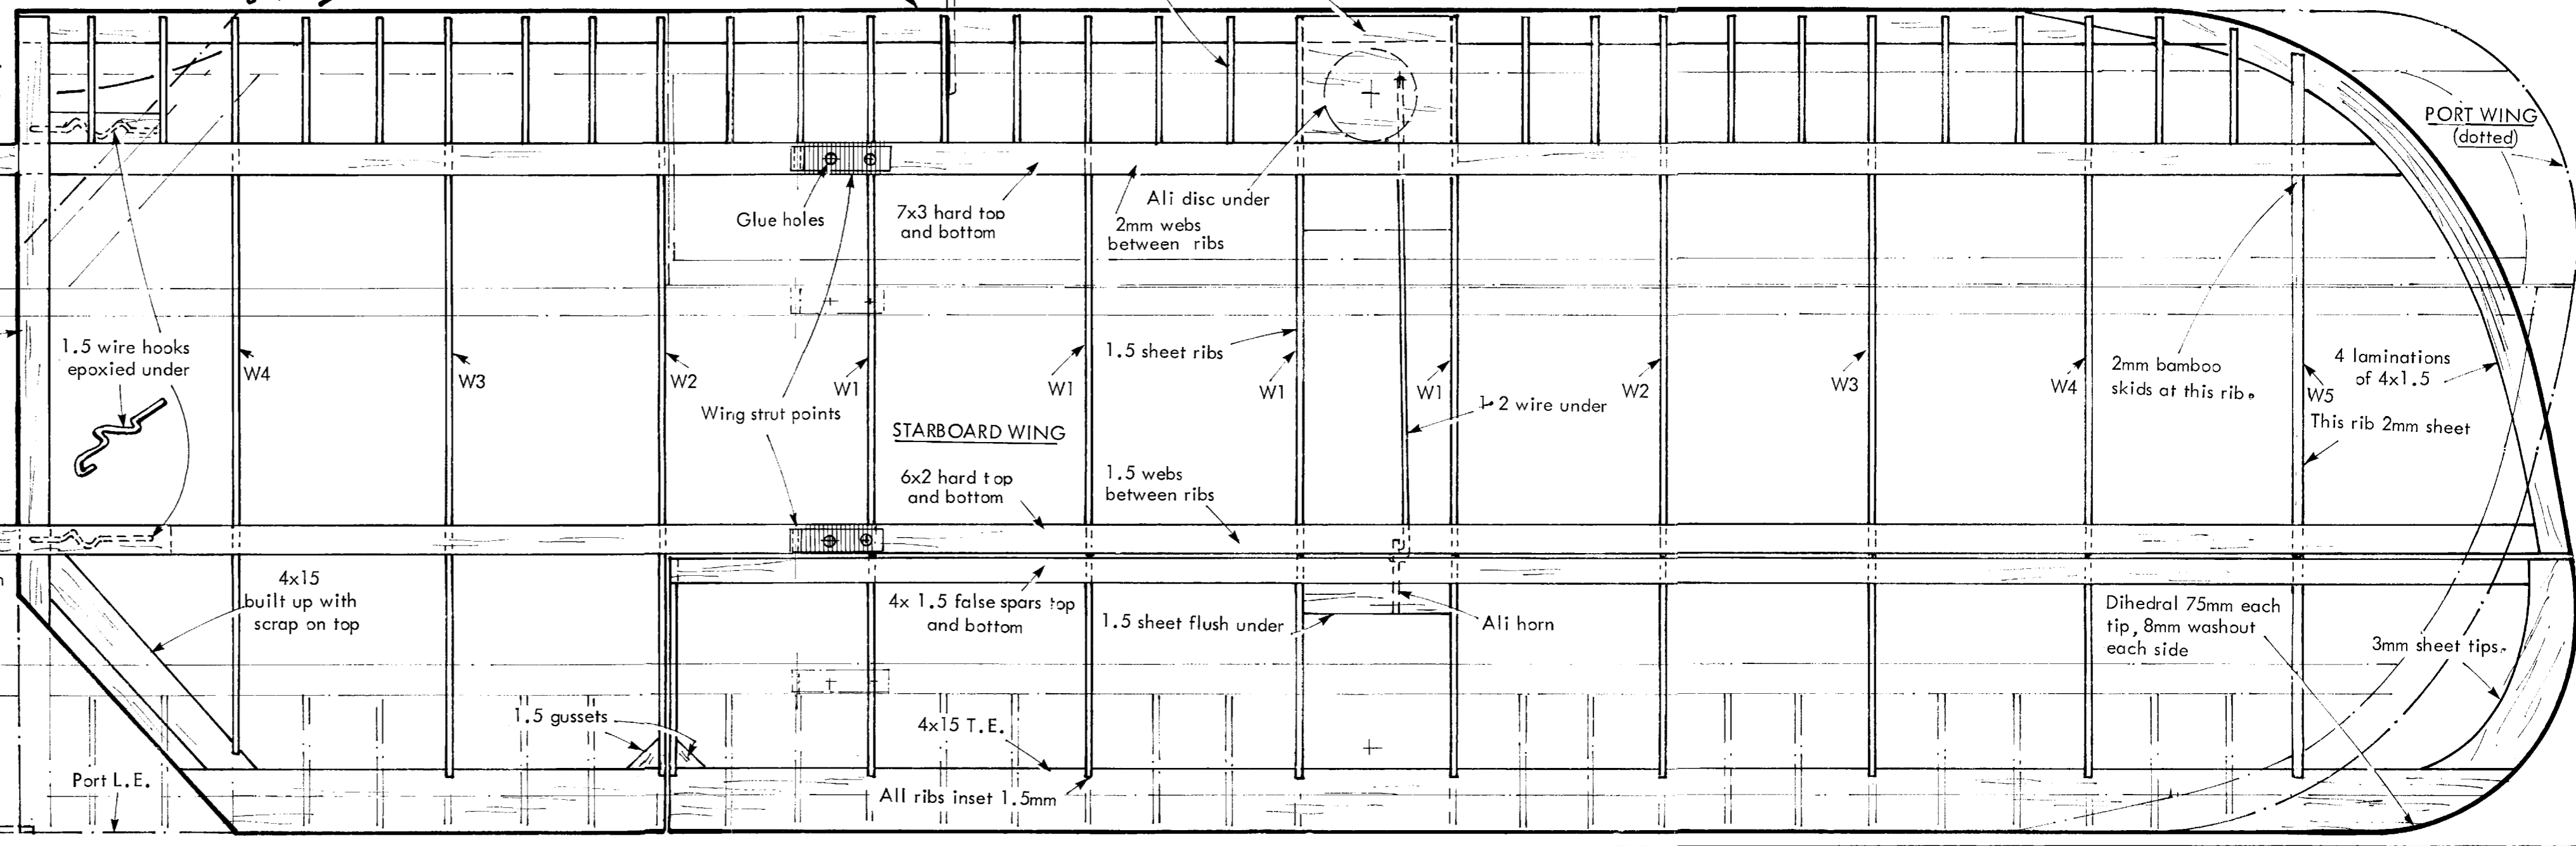 PORT WING
(dotted)
Ali disc under
Glue holes
7x3 hard top
and bottom
2mm webs
between ribs
1.5 wire hooks
epoxied under
1.5 sheet ribs
W4
W3
W2
W1
W1
W1
W1
W2
W3
W4
2mm bamboo
skids at this rib.
W5
4 laminations
of 4x1.5
Wing strut points
1.2 wire under
This rib 2mm sheet
STARBOARD WING
6x2 hard top
and bottom
1.5 webs
between ribs
4x15
built up with
scrap on top
4x 1.5 false spars top
and bottom
1.5 sheet flush under
Ali horn
Dihedral 75mm each
tip, 8mm washout
each side
3mm sheet tips.
1.5 gussets
4x15 T.E.
Port L.E.
All ribs inset 1.5mm